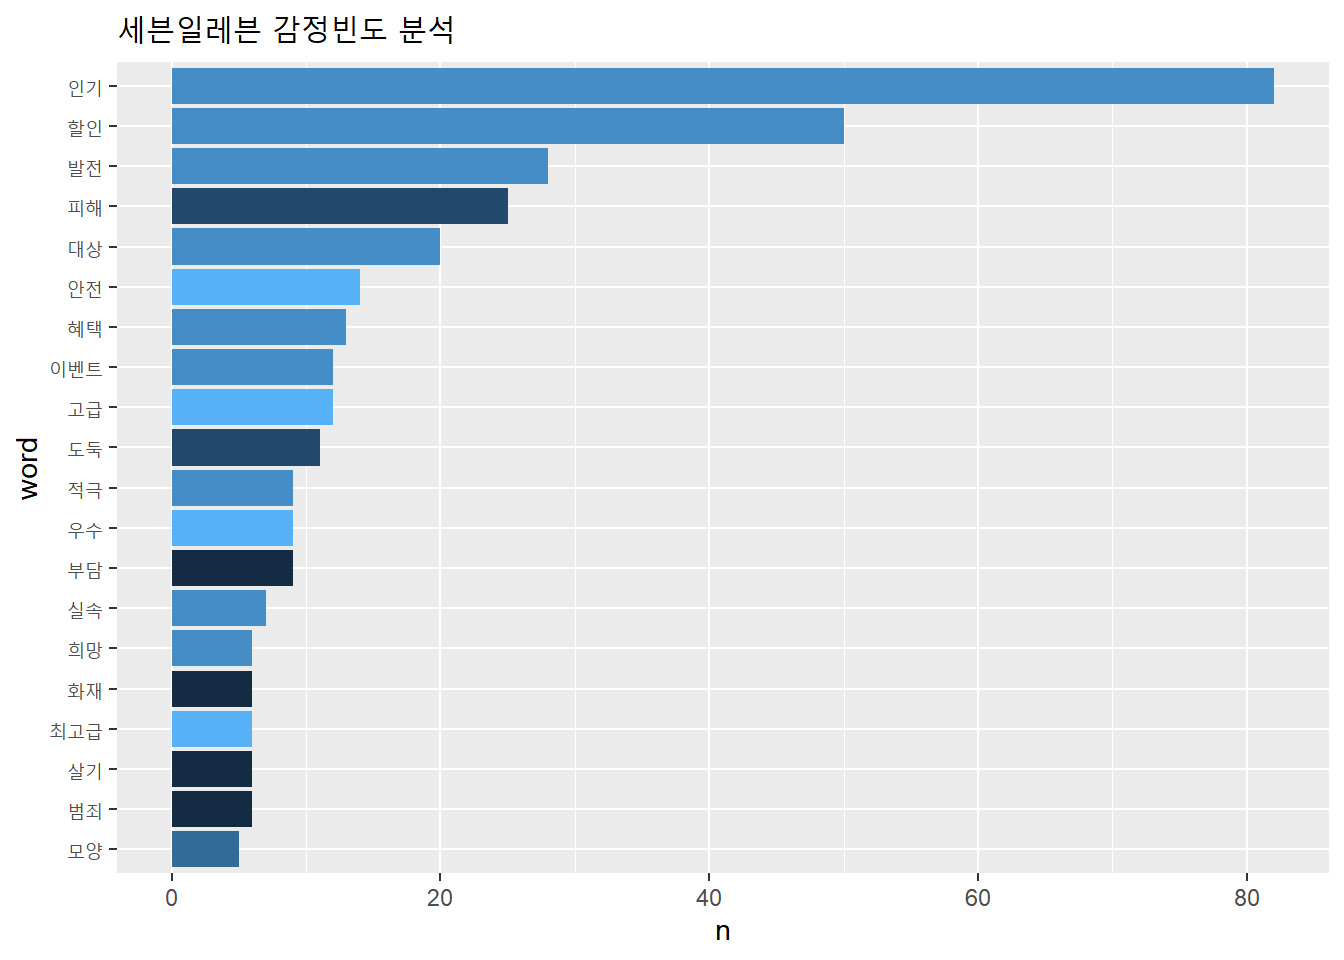 세븐일레븐 감정빈도 분석
인기
할인
발전
피해
대상
안전
혜택
이벤트
고급
도둑
적극
우수
부담
실속
희망
화재
최고급
살기
범죄
모양
word
0 20 40 60 80
n